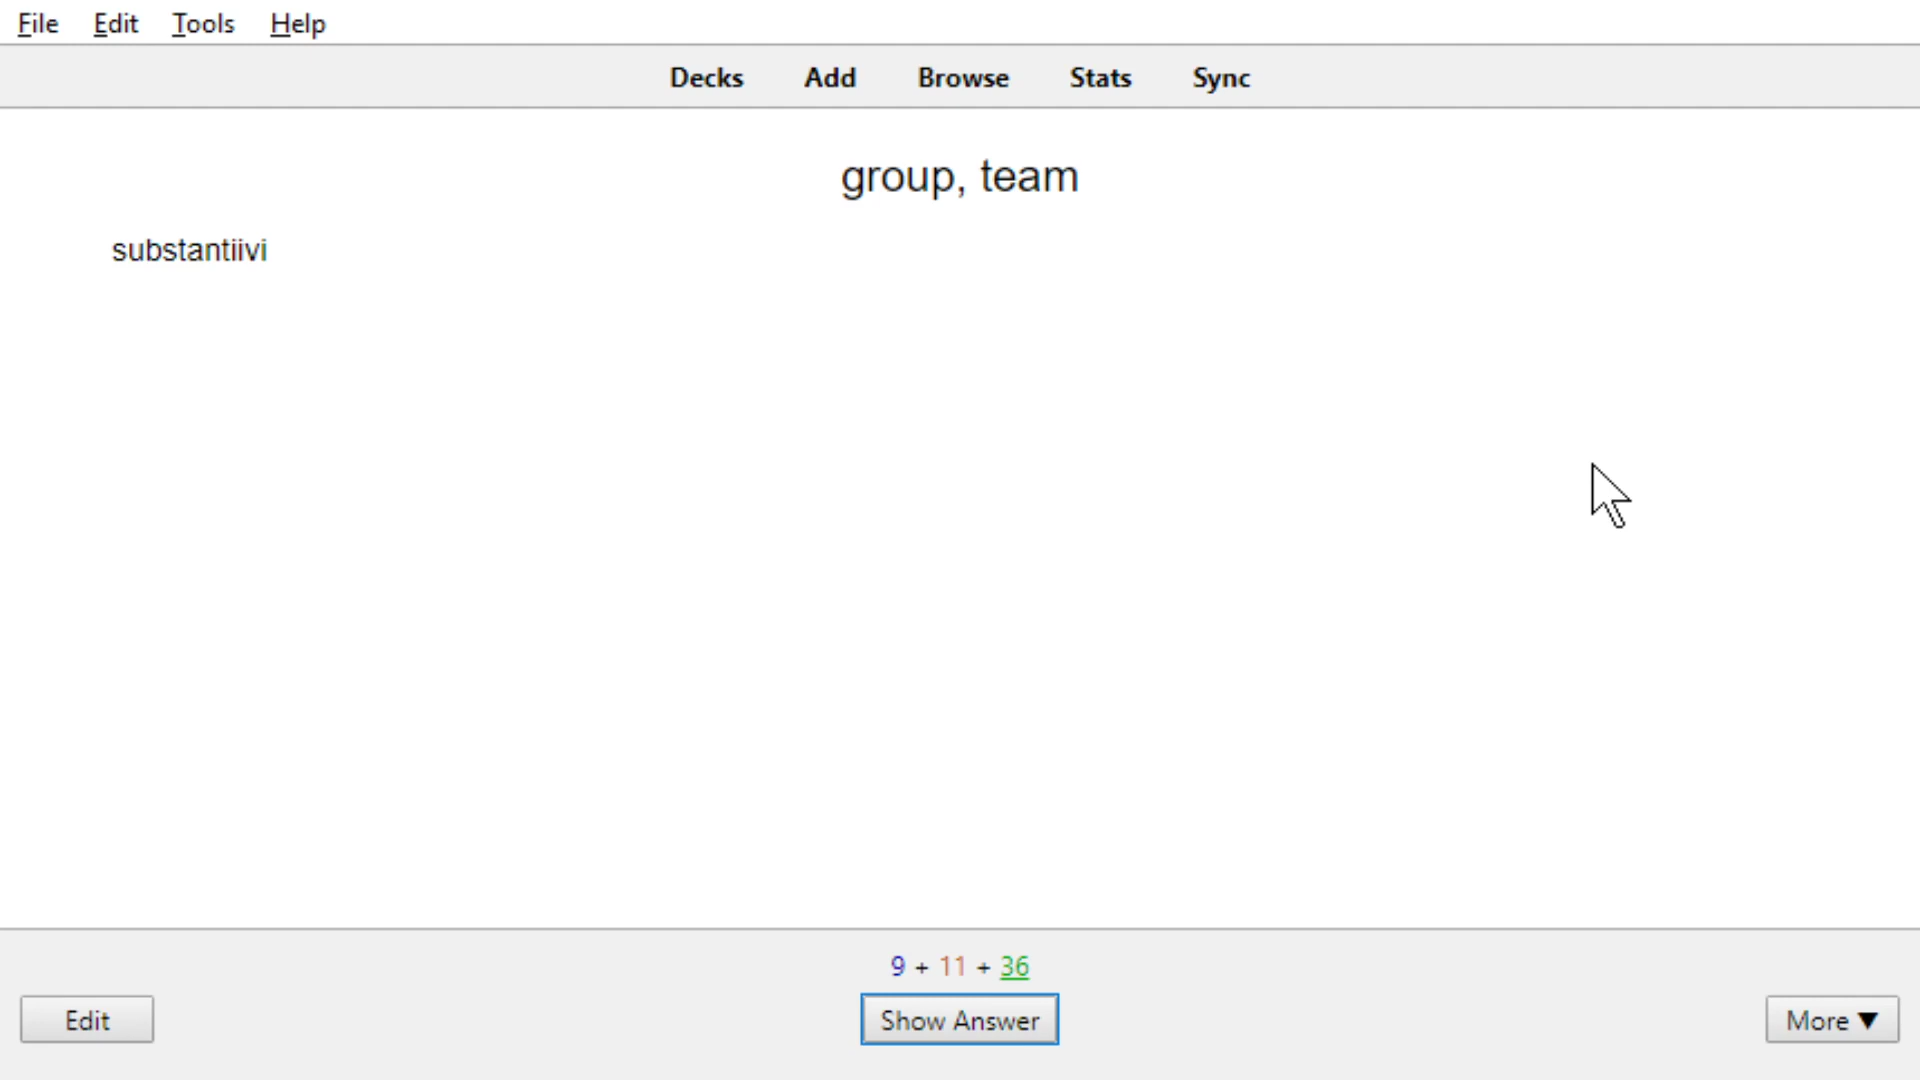 File Edit Tools Help
Decks Add Browse Stats Sync
group, team
substantiivi
9 + 11 + 36
Edit Show Answer More ▼